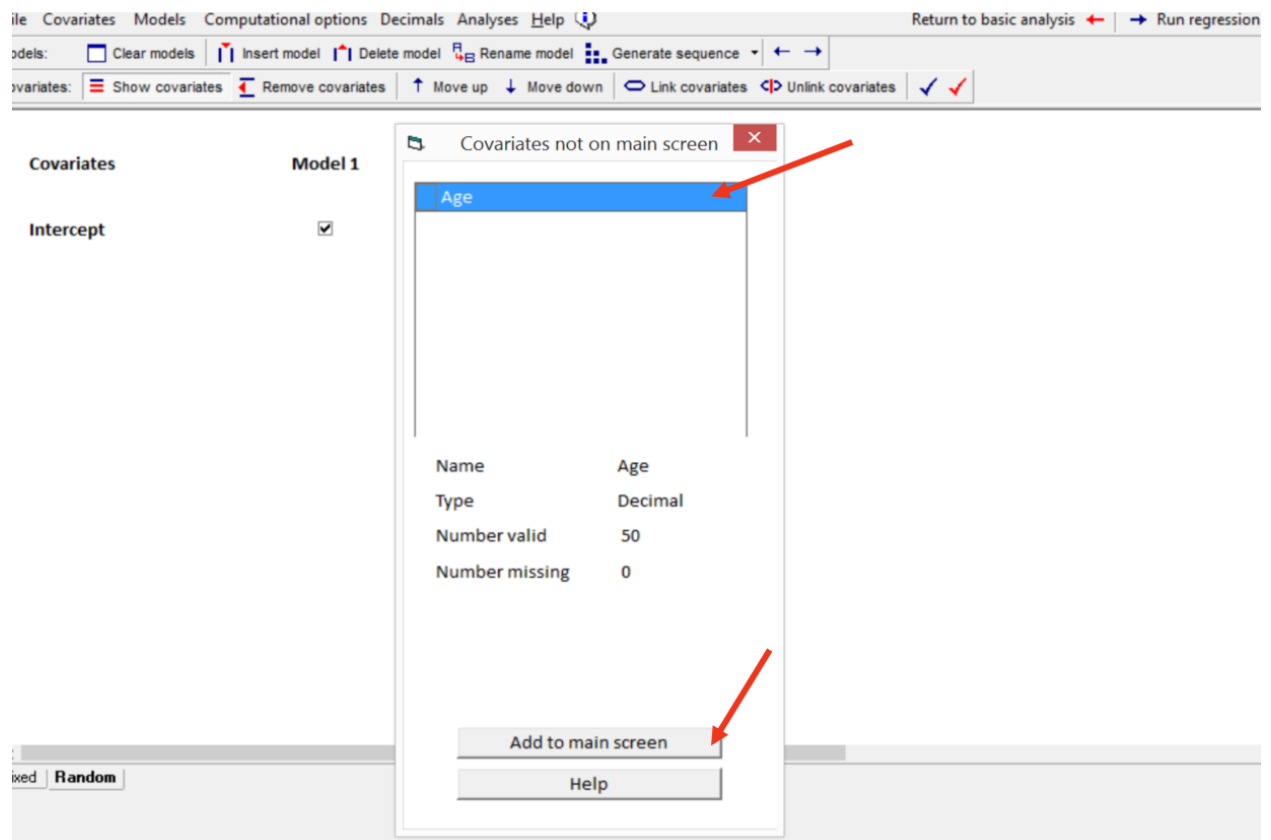 ile Covariates Models Computational options Decimals Analyses Help Return to basic analysis Run regression
odels: Clear models Insert model Delete model Rename model Generate sequence
ovariates: Show covariates Remove covariates Move up Move down Link covariates Unlink covariates
Covariates not on main screen
Covariates Model 1
Age
Intercept
Name Age
Type Decimal
Number valid 50
Number missing 0
Add to main screen
ixed Random
Help